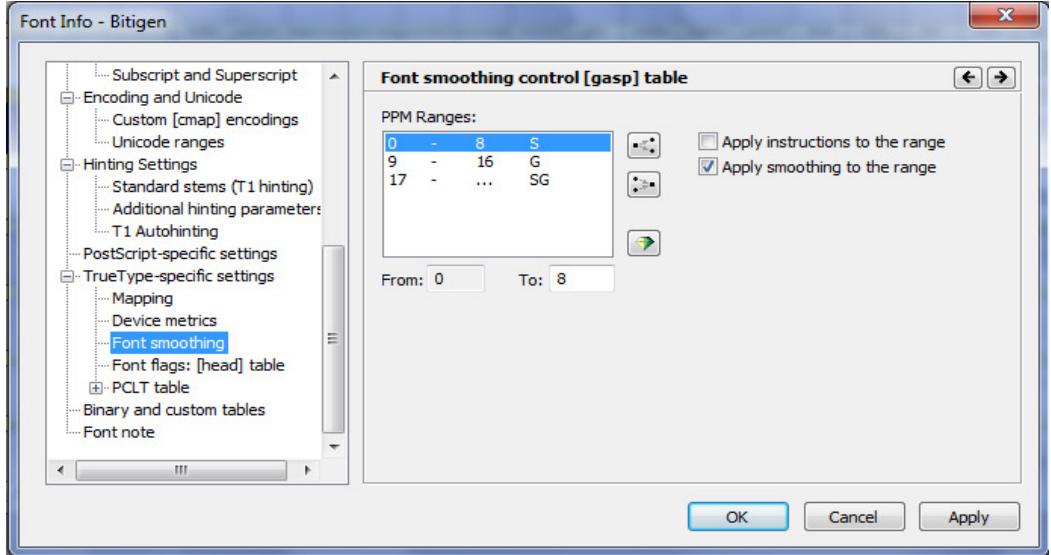 Font Info - Bitigen
Subscript and Superscript
Encoding and Unicode
Custom [cmap] encodings
Unicode ranges
Hinting Settings
Standard stems (T1 hinting)
Additional hinting parameters
T1 Autohinting
PostScript-specific settings
TrueType-specific settings
Mapping
Device metrics
Font smoothing
Font flags: [head] table
PCLT table
Binary and custom tables
Font note
Font smoothing control [gasp] table
PPM Ranges:
0 - 8 S
9 - 16 G
17 - ... SG
From: 0 To: 8
Apply instructions to the range
Apply smoothing to the range
OK Cancel Apply